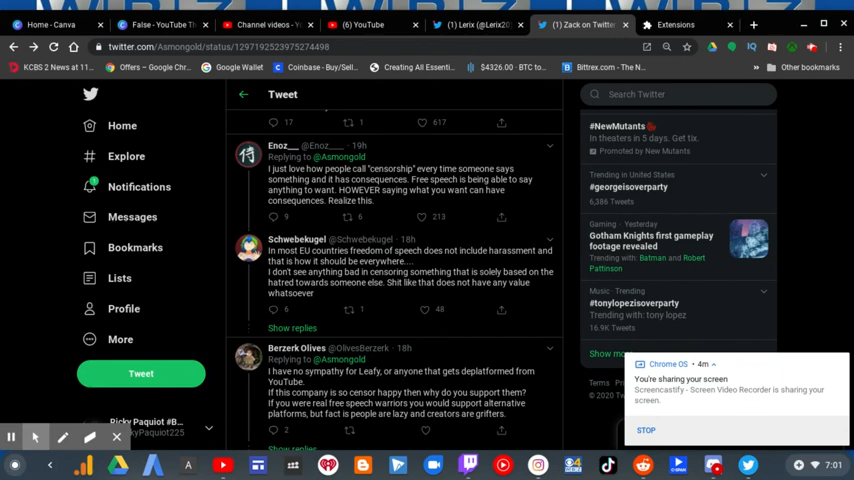 Home - Canva
False - YouTube Th
Channel videos - Y
(6) YouTube
(1) Lerix (@Lerix20
(1) Zack on Twitter
Extensions
twitter.com/Asmongold/status/1297192523975274498
KCBS 2 News at 11...
Offers – Google Chr...
Google Wallet
Coinbase - Buy/Sell...
Creating All Essenti...
$4326.00 - BTC to...
Bittrex.com - The N...
Other bookmarks
Home
Explore
1
Notifications
Messages
Bookmarks
Lists
Profile
More
Tweet
Ricky Paquiot #B...
Paquiot225
Tweet
17
1
617
Enoz__ @Enoz___ · 19h
Replying to @Asmongold
I just love how people call "censorship" every time someone says
something and it has consequences. Free speech is being able to say
anything to want. HOWEVER saying what you want can have
consequences. Realize this.
9
6
213
Schwebekugel @Schwebekugel · 18h
In most EU countries freedom of speech does not include harassment and
that is how it should be everywhere....
I don't see anything bad in censoring something that is solely based on the
hatred towards someone else. Shit like that does not have any value
whatsoever
6
1
48
Show replies
Berzerk Olives @OlivesBerzerk · 18h
Replying to @Asmongold
I have no sympathy for Leafy, or anyone that gets deplatformed from
YouTube.
If this company is so censor happy then why do you support them?
If you were real free speech warriors you would support alternative
platforms, but fact is people are lazy and creators are grifters.
2
Show replies
Search Twitter
#NewMutants
In theaters in 5 days. Get tix.
Promoted by New Mutants
Trending in United States
#georgeisoverparty
6,386 Tweets
Gaming · Yesterday
Gotham Knights first gameplay
footage revealed
Trending with: Batman and Robert
Pattinson
Music · Trending
#tonylopezisoverparty
Trending with: tony lopez
16.9K Tweets
Show mo
Terms
© 2020 Twit
Chrome OS · 4m
You're sharing your screen
Screencastify - Screen Video Recorder is sharing your
screen.
STOP
7:01